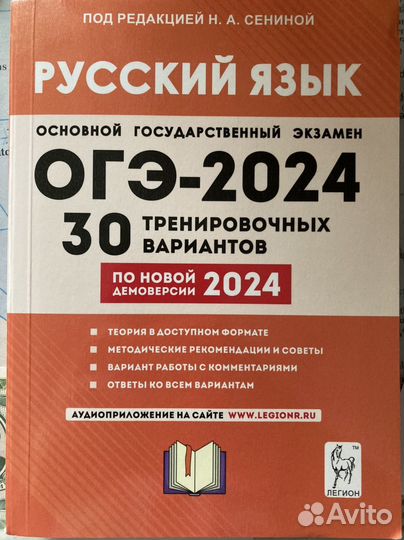 ПОД РЕДАКЦИЕЙ Н. А. СЕНИНОЙ
РУССКИЙ ЯЗЫК
ОСНОВНОЙ ГОСУДАРСТВЕННЫЙ ЭКЗАМЕН
ОГЭ-2024
30 ТРЕНИРОВОЧНЫХ
ВАРИАНТОВ
ПО НОВОЙ
ДЕМОВЕРСИИ 2024
ТЕОРИЯ В ДОСТУПНОМ ФОРМАТЕ
МЕТОДИЧЕСКИЕ РЕКОМЕНДАЦИИ И СОВЕТЫ
ВАРИАНТ РАБОТЫ С КОММЕНТАРИЯМИ
ОТВЕТЫ КО ВСЕМ ВАРИАНТАМ
АУДИОПРИЛОЖЕНИЕ НА САЙТЕ WWW.LEGIONR.RU
TM
ЛЕГИОН
Avito